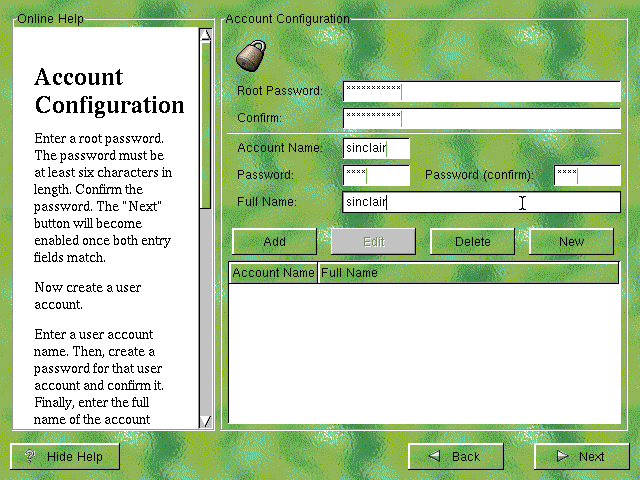 Online Help
Account
Configuration
Enter a root password.
The password must be
at least six characters in
length. Confirm the
password. The "Next"
button will become
enabled once both entry
fields match.
Now create a user
account.
Enter a user account
name. Then, create a
password for that user
account and confirm it.
Finally, enter the full
name of the account
Account Configuration
Root Password: ***********
Confirm: ***********
Account Name: sinclair
Password: **** Password (confirm): ****
Full Name: sinclair
Add Edit Delete New
Account Name Full Name
? Hide Help Back Next